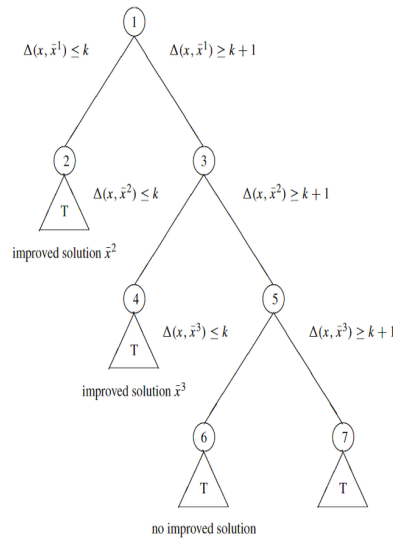 1
Δ(x, x̄¹) ≤ k
Δ(x, x̄¹) ≥ k+1
2
3
T
Δ(x, x̄²) ≤ k
Δ(x, x̄²) ≥ k+1
improved solution x̄²
4
5
T
Δ(x, x̄³) ≤ k
Δ(x, x̄³) ≥ k+1
improved solution x̄³
6
7
T
T
no improved solution